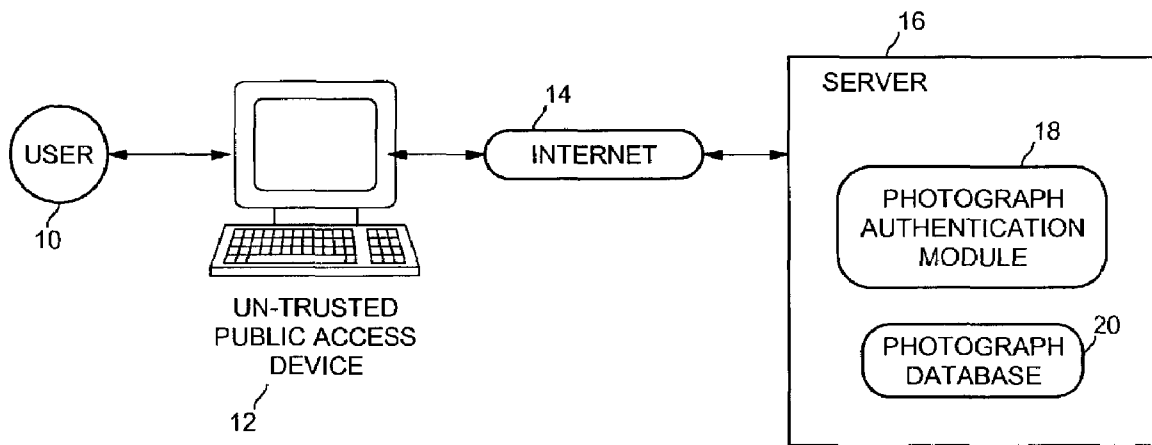 USER
10
UN-TRUSTED
PUBLIC ACCESS
DEVICE
12
14
INTERNET
16
SERVER
18
PHOTOGRAPH
AUTHENTICATION
MODULE
20
PHOTOGRAPH
DATABASE